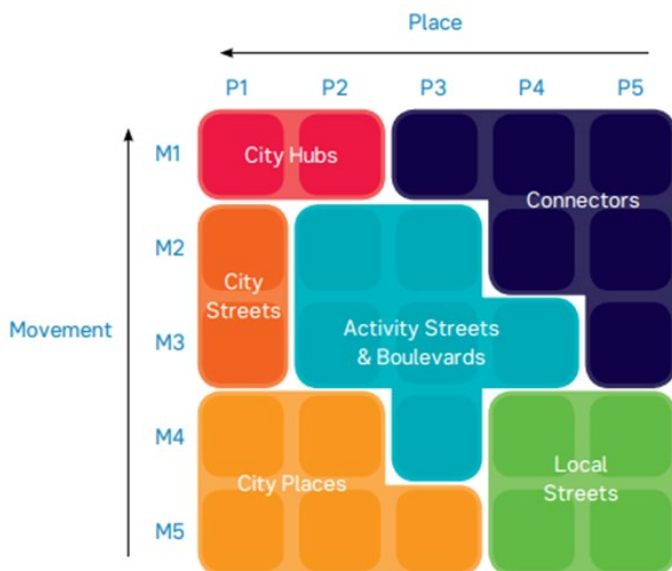 Place
P1 P2 P3 P4 P5
M1
City Hubs
Connectors
M2
City
Streets
Movement
M3
Activity Streets
& Boulevards
M4
City Places
Local
Streets
M5